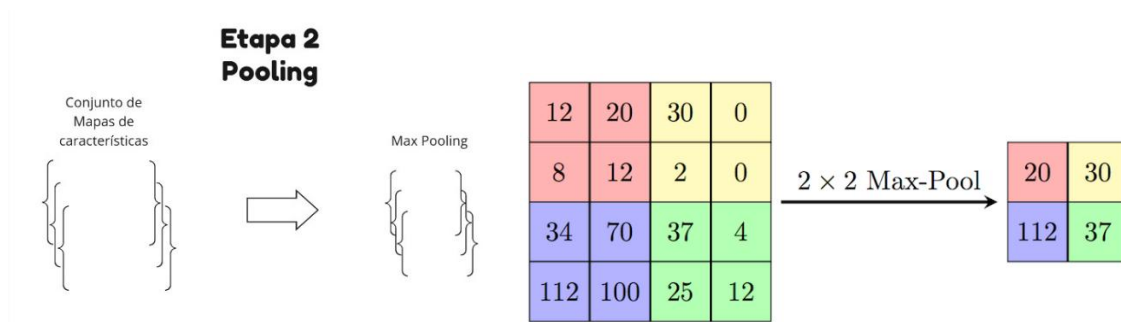 Etapa 2
Pooling
Conjunto de
Mapas de
características
Max Pooling
12 20 30 0
8 12 2 0
34 70 37 4
112 100 25 12
2 × 2 Max-Pool
20 30
112 37